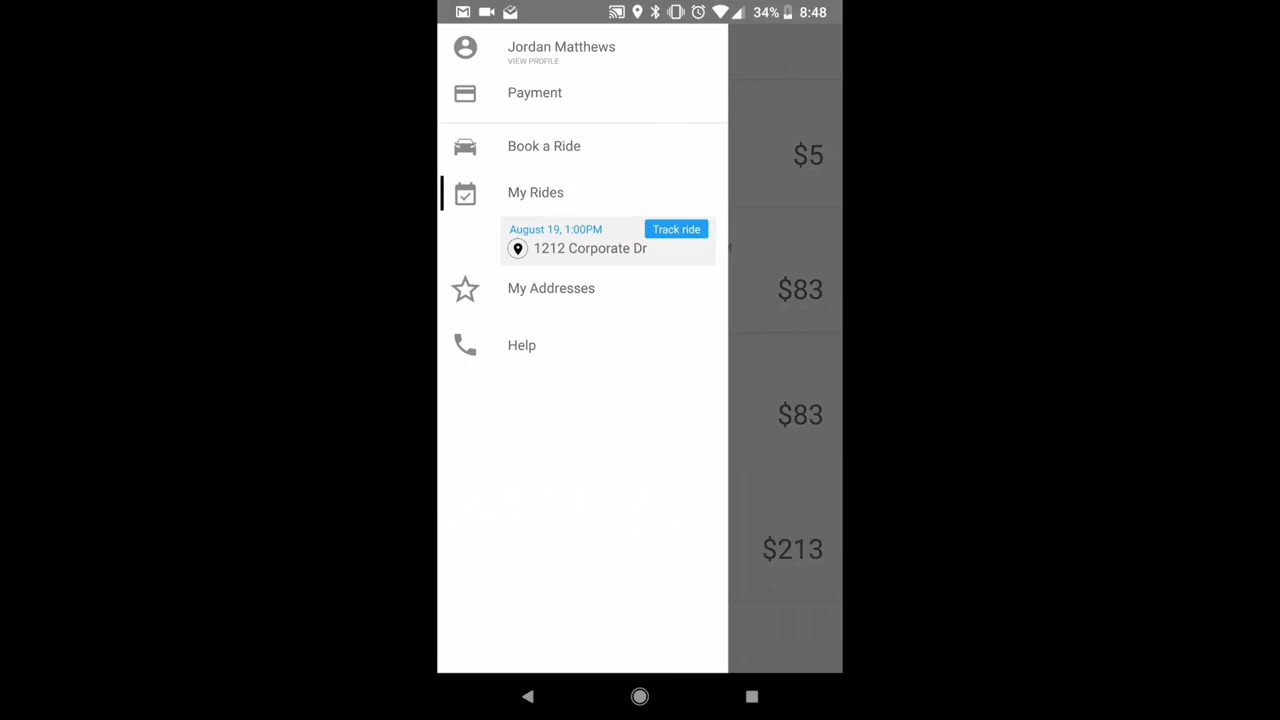 34% 8:48
Jordan Matthews
VIEW PROFILE
Payment
Book a Ride
My Rides
August 19, 1:00PM
Track ride
1212 Corporate Dr
My Addresses
Help
$5
$83
$83
$213